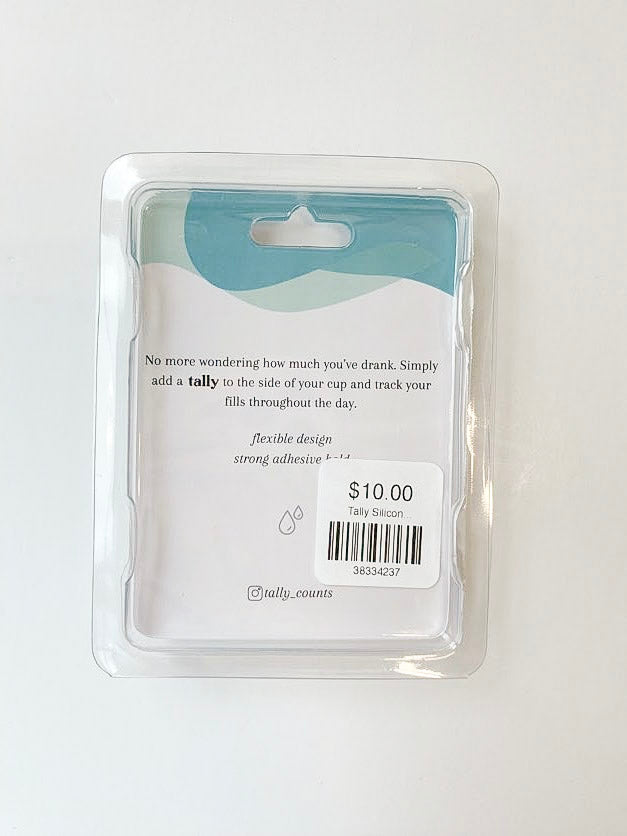 No more wondering how much you've drank. Simply
add a tally to the side of your cup and track your
fills throughout the day.
flexible design
strong adhesive hold
$10.00
Tally Silicon...
38334237
tally_counts